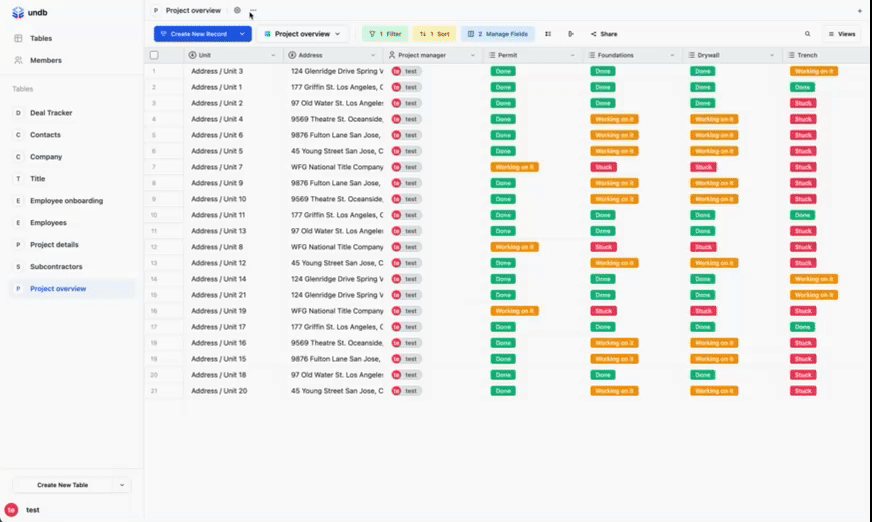 undb
P Project overview
Create New Record
Project overview
1 Filter
1 Sort
2 Manage Fields
Share
Views
Tables
Members
Tables
D Deal Tracker
C Contacts
C Company
T Title
E Employee onboarding
E Employees
P Project details
S Subcontractors
P Project overview
Create New Table
te test
Unit Address Project manager Permit Foundations Drywall Trench
1 Address / Unit 3 124 Glenridge Drive Spring V te test Done Done Done Working on it
2 Address / Unit 1 177 Griffin St. Los Angeles, C te test Done Done Done Done
3 Address / Unit 2 97 Old Water St. Los Angeles te test Done Done Done Stuck
4 Address / Unit 4 9569 Theatre St. Oceanside, te test Done Working on it Working on it Stuck
5 Address / Unit 6 9876 Fulton Lane San Jose, te test Done Working on it Working on it Stuck
6 Address / Unit 5 45 Young Street San Jose, C te test Done Working on it Working on it Stuck
7 Address / Unit 7 WFG National Title Company te test Working on it Stuck Stuck Stuck
8 Address / Unit 9 9876 Fulton Lane San Jose, te test Done Working on it Working on it Stuck
9 Address / Unit 10 9569 Theatre St. Oceanside, te test Done Working on it Working on it Stuck
10 Address / Unit 11 177 Griffin St. Los Angeles, C te test Done Done Done Done
11 Address / Unit 13 97 Old Water St. Los Angeles te test Done Done Done Stuck
12 Address / Unit 8 WFG National Title Company te test Working on it Stuck Stuck Stuck
13 Address / Unit 12 45 Young Street San Jose, C te test Done Working on it Working on it Stuck
14 Address / Unit 14 124 Glenridge Drive Spring V te test Done Done Done Working on it
15 Address / Unit 21 124 Glenridge Drive Spring V te test Done Done Done Working on it
16 Address / Unit 19 WFG National Title Company te test Working on it Stuck Stuck Stuck
17 Address / Unit 17 177 Griffin St. Los Angeles, C te test Done Done Done Done
18 Address / Unit 16 9569 Theatre St. Oceanside, te test Done Working on it Working on it Stuck
19 Address / Unit 15 9876 Fulton Lane San Jose, te test Done Working on it Working on it Stuck
20 Address / Unit 18 97 Old Water St. Los Angeles te test Done Done Done Stuck
21 Address / Unit 20 45 Young Street San Jose, C te test Done Working on it Working on it Stuck